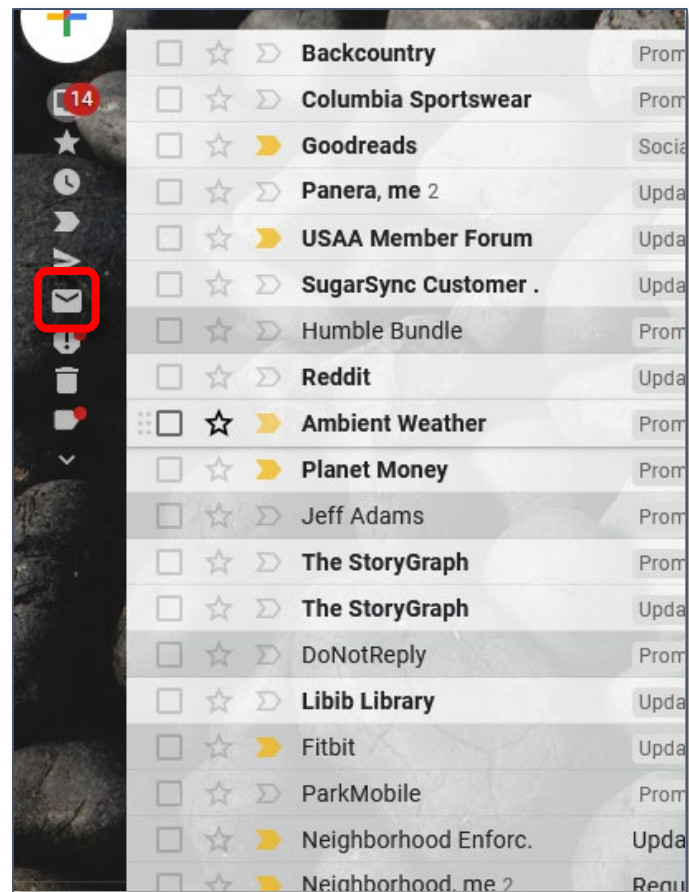 14
Backcountry Prom
Columbia Sportswear Prom
Goodreads Socia
Panera, me 2 Upda
USAA Member Forum Upda
SugarSync Customer . Upda
Humble Bundle Prom
Reddit Upda
Ambient Weather Prom
Planet Money Prom
Jeff Adams Prom
The StoryGraph Prom
The StoryGraph Upda
DoNotReply Prom
Libib Library Upda
Fitbit Upda
ParkMobile Prom
Neighborhood Enforc. Upda
Neighborhood, me 2 Requ